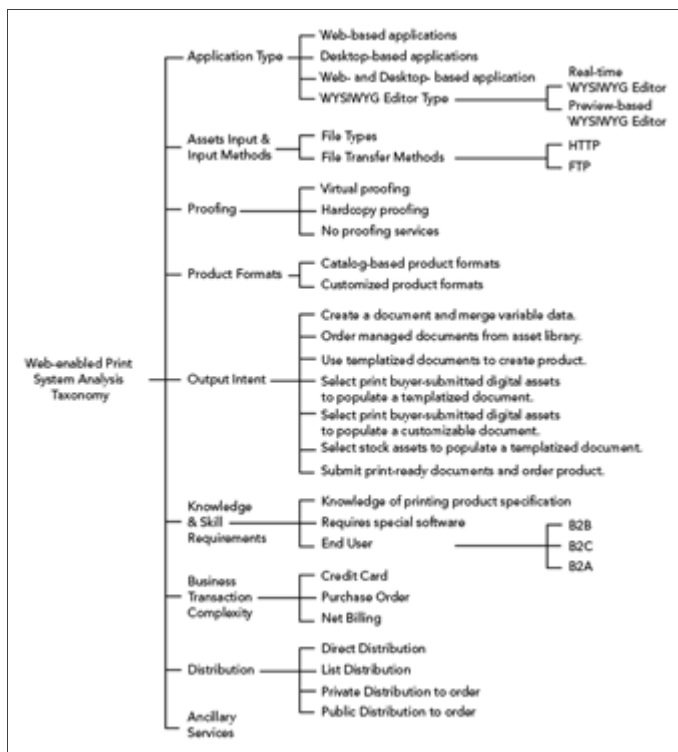 Web-enabled Print
System Analysis
Taxonomy
Application Type
Web-based applications
Desktop-based applications
Web- and Desktop- based application
WYSIWYG Editor Type
Real-time
WYSIWYG Editor
Preview-based
WYSIWYG Editor
Assets Input &
Input Methods
File Types
File Transfer Methods
HTTP
FTP
Proofing
Virtual proofing
Hardcopy proofing
No proofing services
Product Formats
Catalog-based product formats
Customized product formats
Output Intent
Create a document and merge variable data.
Order managed documents from asset library.
Use templatized documents to create product.
Select print buyer-submitted digital assets
to populate a templatized document.
Select print buyer-submitted digital assets
to populate a customizable document.
Select stock assets to populate a templatized document.
Submit print-ready documents and order product.
Knowledge
& Skill
Requirements
Knowledge of printing product specification
Requires special software
End User
B2B
B2C
B2A
Business
Transaction
Complexity
Credit Card
Purchase Order
Net Billing
Distribution
Direct Distribution
List Distribution
Private Distribution to order
Public Distribution to order
Ancillary
Services